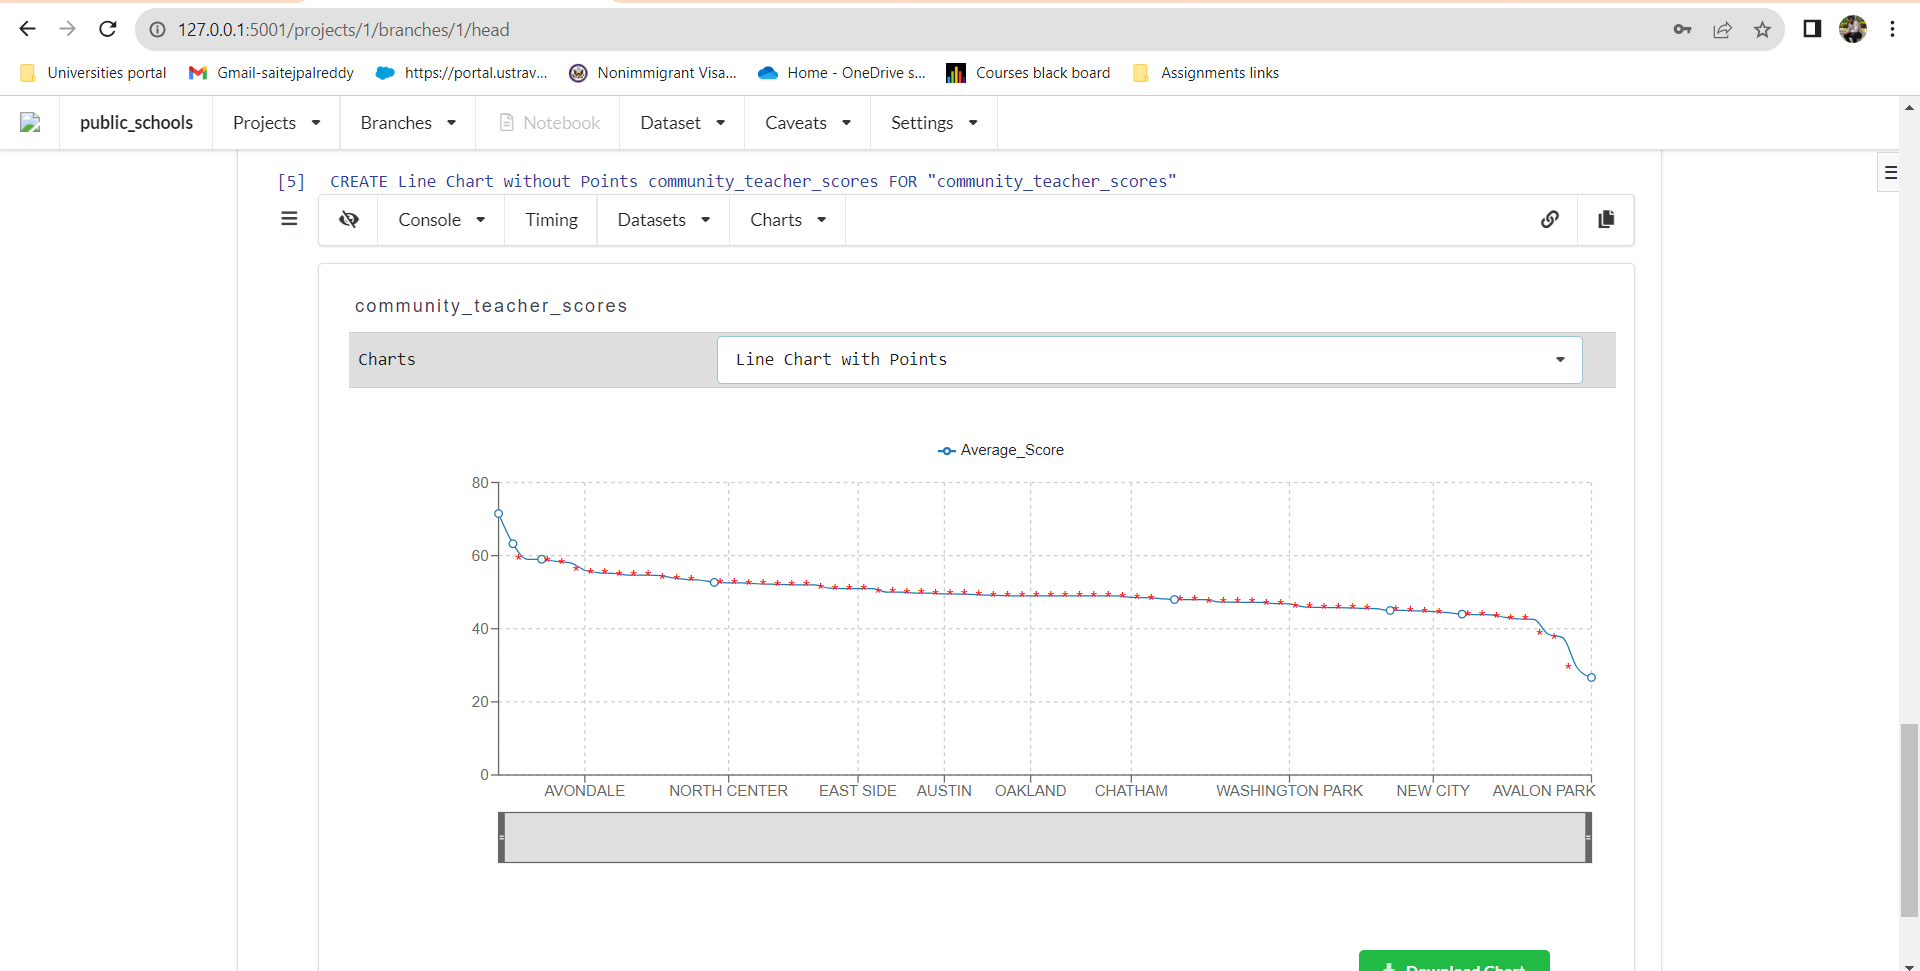 127.0.0.1:5001/projects/1/branches/1/head
Universities portal Gmail-saitejpalreddy https://portal.ustrav... Nonimmigrant Visa... Home - OneDrive s... Courses black board Assignments links
public_schools Projects Branches Notebook Dataset Caveats Settings
[5] CREATE Line Chart without Points community_teacher_scores FOR "community_teacher_scores"
Console Timing Datasets Charts
community_teacher_scores
Charts Line Chart with Points
Average_Score
80
60
40
20
0
AVONDALE NORTH CENTER EAST SIDE AUSTIN OAKLAND CHATHAM WASHINGTON PARK NEW CITY AVALON PARK
Download Chart